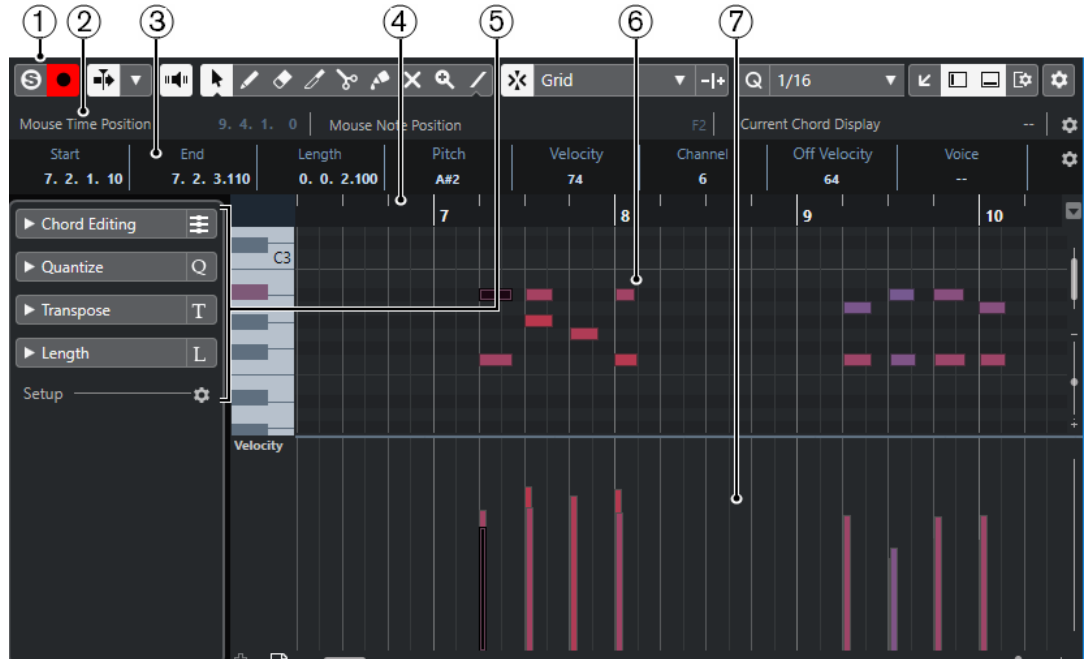 ① ② ③ ④ ⑤ ⑥ ⑦
S Grid Q 1/16
Mouse Time Position 9. 4. 1. 0 Mouse Note Position F2 Current Chord Display --
Start End Length Pitch Velocity Channel Off Velocity Voice
7. 2. 1. 10 7. 2. 3.110 0. 0. 2.100 A#2 74 6 64 --
7 8 9 10
Chord Editing
C3
Quantize Q
Transpose T
Length L
Setup
Velocity